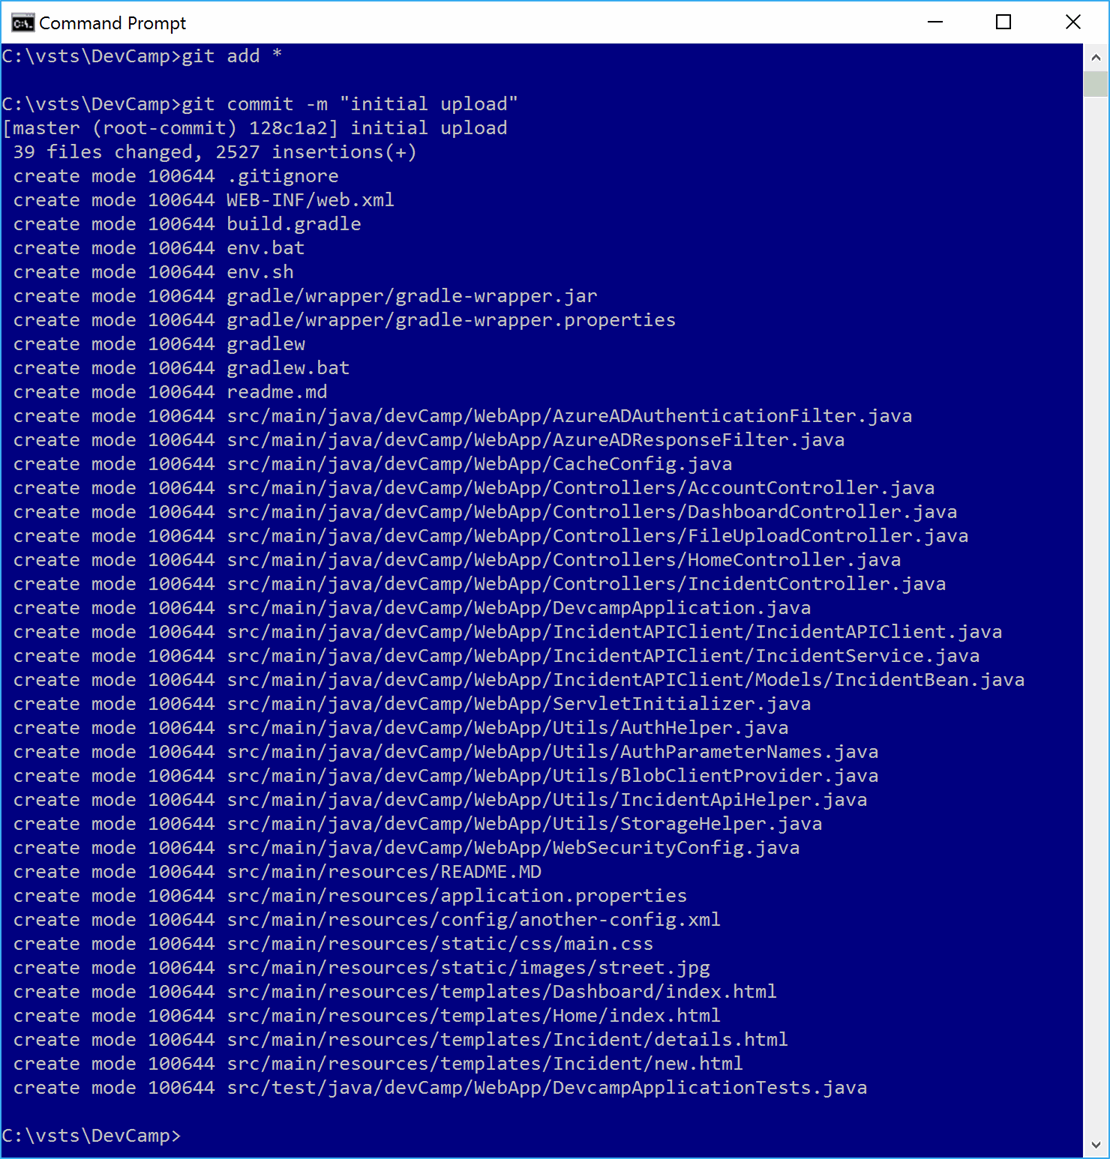 Command Prompt
C:\vsts\DevCamp>git add *
C:\vsts\DevCamp>git commit -m "initial upload"
[master (root-commit) 128c1a2] initial upload
 39 files changed, 2527 insertions(+)
 create mode 100644 .gitignore
 create mode 100644 WEB-INF/web.xml
 create mode 100644 build.gradle
 create mode 100644 env.bat
 create mode 100644 env.sh
 create mode 100644 gradle/wrapper/gradle-wrapper.jar
 create mode 100644 gradle/wrapper/gradle-wrapper.properties
 create mode 100644 gradlew
 create mode 100644 gradlew.bat
 create mode 100644 readme.md
 create mode 100644 src/main/java/devCamp/WebApp/AzureADAuthenticationFilter.java
 create mode 100644 src/main/java/devCamp/WebApp/AzureADResponseFilter.java
 create mode 100644 src/main/java/devCamp/WebApp/CacheConfig.java
 create mode 100644 src/main/java/devCamp/WebApp/Controllers/AccountController.java
 create mode 100644 src/main/java/devCamp/WebApp/Controllers/DashboardController.java
 create mode 100644 src/main/java/devCamp/WebApp/Controllers/FileUploadController.java
 create mode 100644 src/main/java/devCamp/WebApp/Controllers/HomeController.java
 create mode 100644 src/main/java/devCamp/WebApp/Controllers/IncidentController.java
 create mode 100644 src/main/java/devCamp/WebApp/DevcampApplication.java
 create mode 100644 src/main/java/devCamp/WebApp/IncidentAPIClient/IncidentAPIClient.java
 create mode 100644 src/main/java/devCamp/WebApp/IncidentAPIClient/IncidentService.java
 create mode 100644 src/main/java/devCamp/WebApp/IncidentAPIClient/Models/IncidentBean.java
 create mode 100644 src/main/java/devCamp/WebApp/ServletInitializer.java
 create mode 100644 src/main/java/devCamp/WebApp/Utils/AuthHelper.java
 create mode 100644 src/main/java/devCamp/WebApp/Utils/AuthParameterNames.java
 create mode 100644 src/main/java/devCamp/WebApp/Utils/BlobClientProvider.java
 create mode 100644 src/main/java/devCamp/WebApp/Utils/IncidentApiHelper.java
 create mode 100644 src/main/java/devCamp/WebApp/Utils/StorageHelper.java
 create mode 100644 src/main/java/devCamp/WebApp/WebSecurityConfig.java
 create mode 100644 src/main/resources/README.MD
 create mode 100644 src/main/resources/application.properties
 create mode 100644 src/main/resources/config/another-config.xml
 create mode 100644 src/main/resources/static/css/main.css
 create mode 100644 src/main/resources/static/images/street.jpg
 create mode 100644 src/main/resources/templates/Dashboard/index.html
 create mode 100644 src/main/resources/templates/Home/index.html
 create mode 100644 src/main/resources/templates/Incident/details.html
 create mode 100644 src/main/resources/templates/Incident/new.html
 create mode 100644 src/test/java/devCamp/WebApp/DevcampApplicationTests.java
C:\vsts\DevCamp>